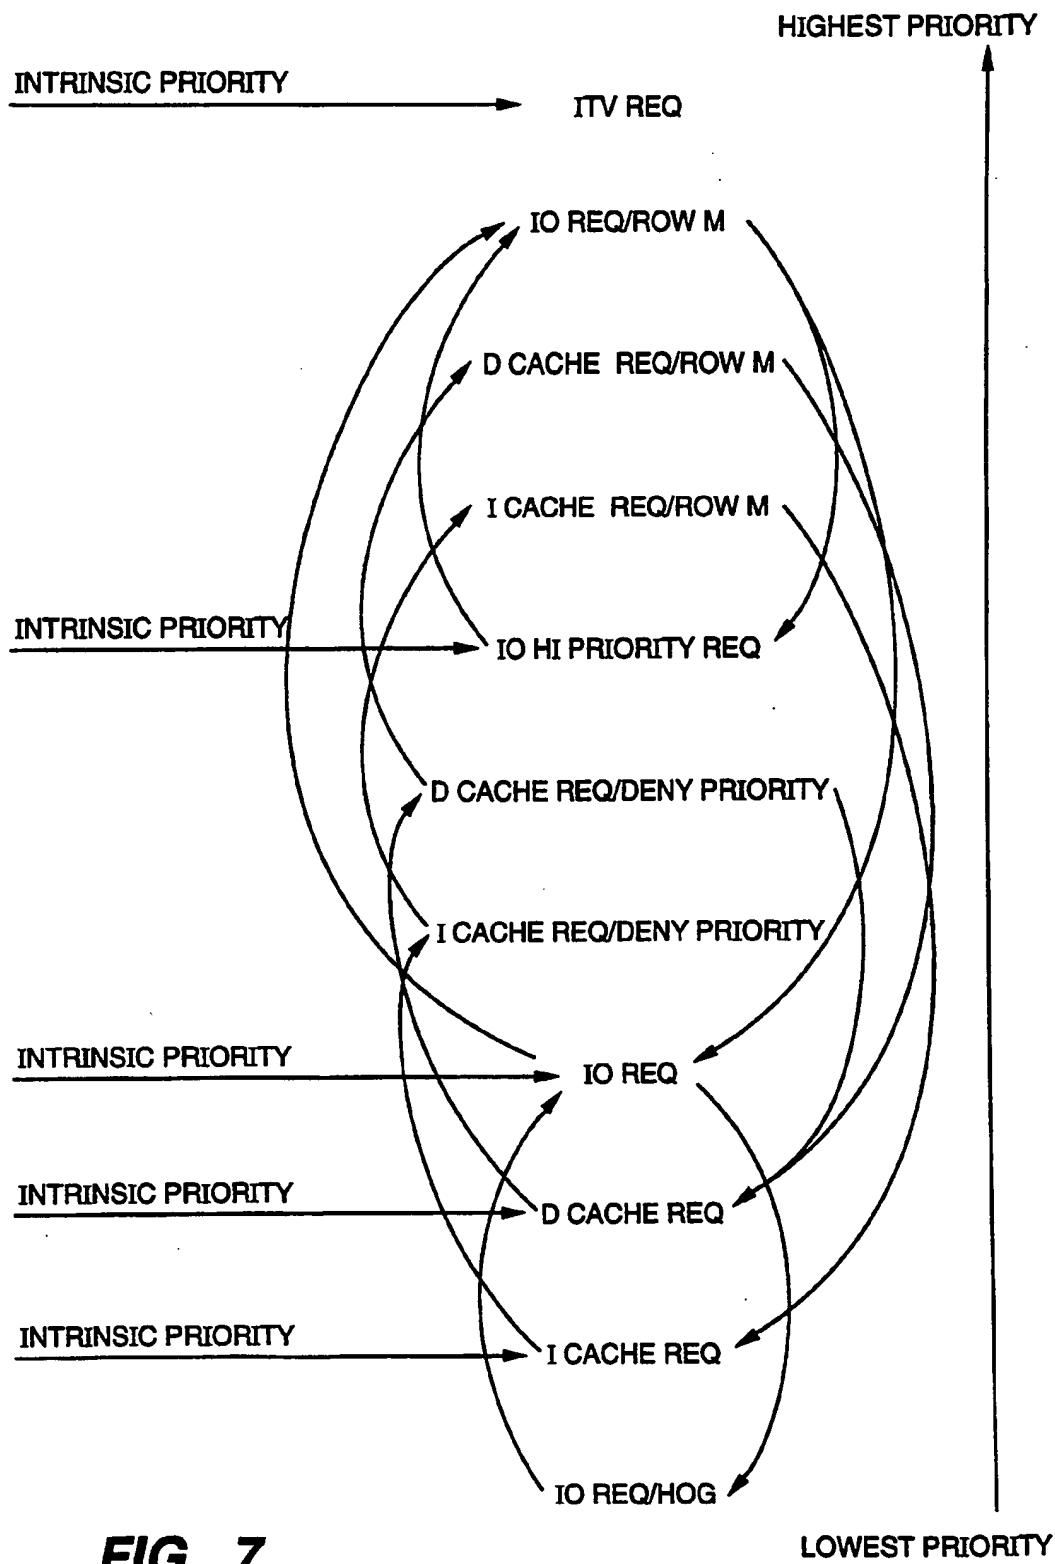 HIGHEST PRIORITY
INTRINSIC PRIORITY
ITV REQ
IO REQ/ROW M
D CACHE REQ/ROW M
I CACHE REQ/ROW M
INTRINSIC PRIORITY
IO HI PRIORITY REQ
D CACHE REQ/DENY PRIORITY
I CACHE REQ/DENY PRIORITY
INTRINSIC PRIORITY
IO REQ
INTRINSIC PRIORITY
D CACHE REQ
INTRINSIC PRIORITY
I CACHE REQ
IO REQ/HOG
FIG_7
LOWEST PRIORITY